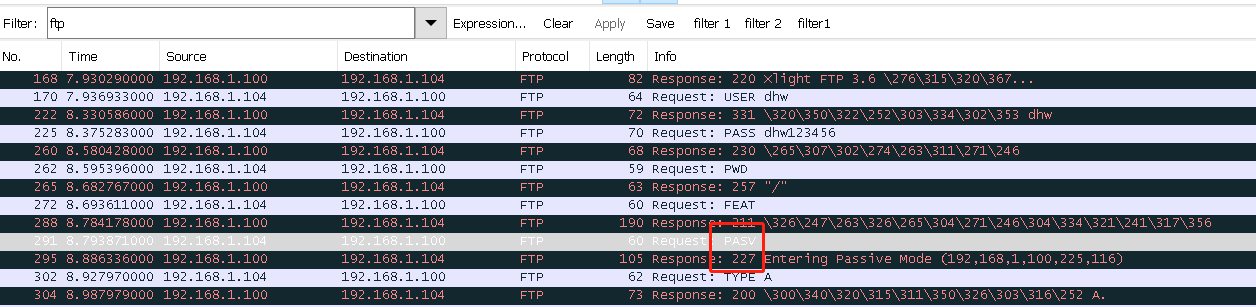 Filter: ftp Expression... Clear Apply Save filter 1 filter 2 filter1
No. Time Source Destination Protocol Length Info
168 7.930290000 192.168.1.100 192.168.1.104 FTP 82 Response: 220 Xlight FTP 3.6 \276\315\320\367...
170 7.936933000 192.168.1.104 192.168.1.100 FTP 64 Request: USER dhw
222 8.330586000 192.168.1.100 192.168.1.104 FTP 72 Response: 331 \320\350\322\252\303\334\302\353 dhw
225 8.375283000 192.168.1.104 192.168.1.100 FTP 70 Request: PASS dhw123456
260 8.580428000 192.168.1.100 192.168.1.104 FTP 68 Response: 230 \265\307\302\274\263\311\271\246
262 8.595396000 192.168.1.104 192.168.1.100 FTP 59 Request: PWD
265 8.682767000 192.168.1.100 192.168.1.104 FTP 63 Response: 257 "/"
272 8.693611000 192.168.1.104 192.168.1.100 FTP 60 Request: FEAT
288 8.784178000 192.168.1.100 192.168.1.104 FTP 190 Response: 211 \326\247\263\326\265\304\271\246\304\334\321\241\317\356
291 8.793871000 192.168.1.104 192.168.1.100 FTP 60 Request: PASV
295 8.886336000 192.168.1.100 192.168.1.104 FTP 105 Response: 227 Entering Passive Mode (192,168,1,100,225,116)
302 8.927970000 192.168.1.104 192.168.1.100 FTP 62 Request: TYPE A
304 8.987979000 192.168.1.100 192.168.1.104 FTP 73 Response: 200 \300\340\320\315\311\350\326\303\316\252 A.